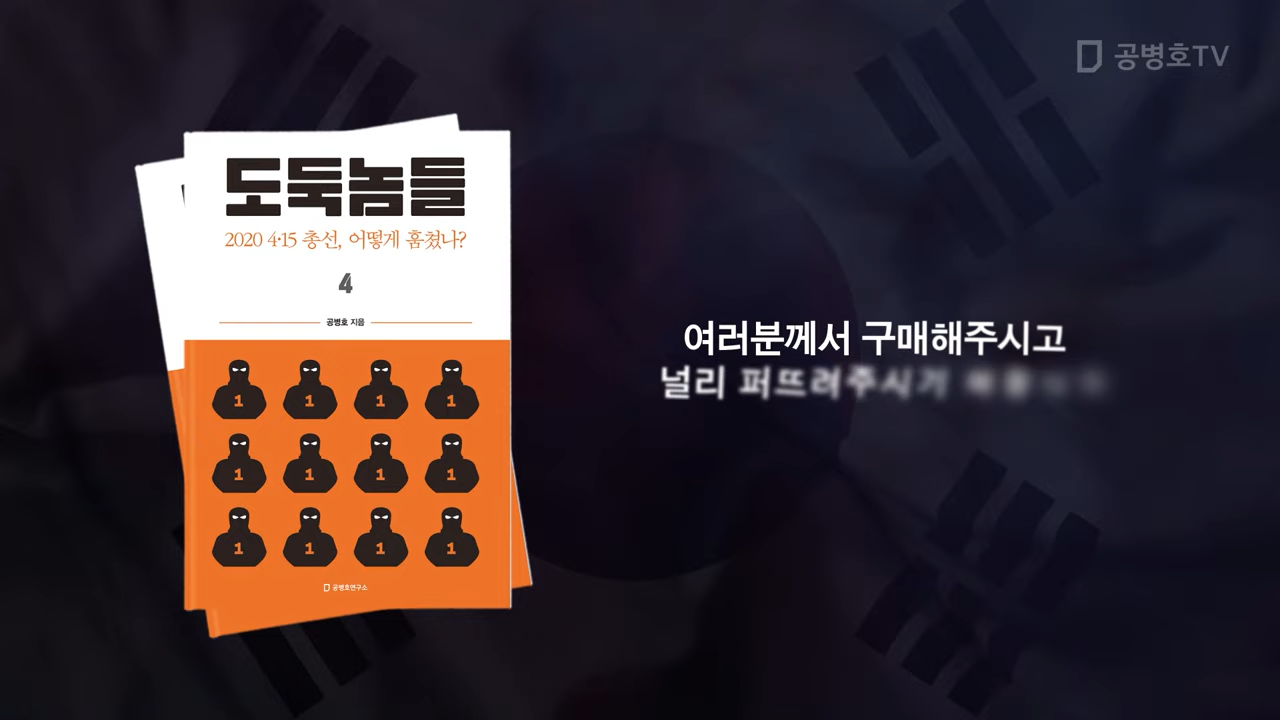 공병호TV
도둑놈들
2020 4·15 총선, 어떻게 훔쳤나?
4
공병호 지음
1 1 1 1
1 1 1 1
1 1 1 1
공병호연구소
여러분께서 구매해주시고
널리 퍼뜨려주시기